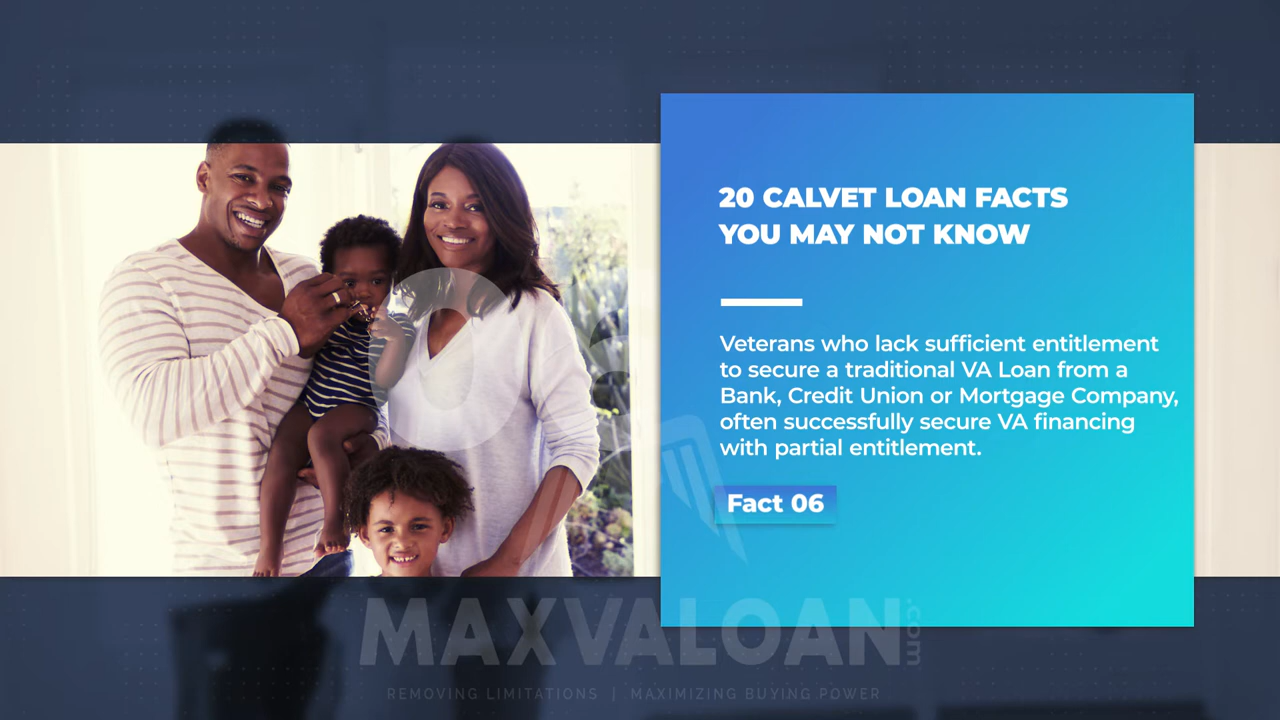 20 CALVET LOAN FACTS
YOU MAY NOT KNOW
Veterans who lack sufficient entitlement
to secure a traditional VA Loan from a
Bank, Credit Union or Mortgage Company,
often successfully secure VA financing
with partial entitlement.
Fact 06
MAXVALOAN.com
REMOVING LIMITATIONS | MAXIMIZING BUYING POWER